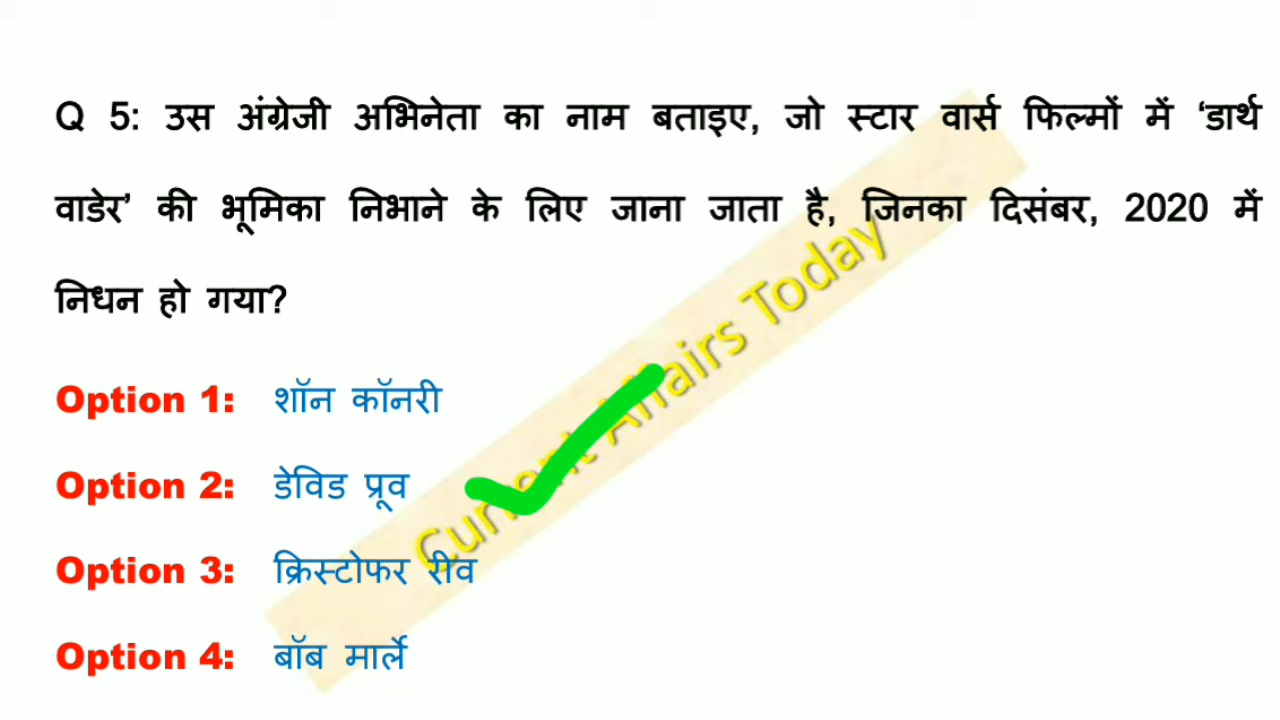 Q 5: उस अंग्रेजी अभिनेता का नाम बताइए, जो स्टार वार्स फिल्मों में ‘डार्थ
वाडेर’ की भूमिका निभाने के लिए जाना जाता है, जिनका दिसंबर, 2020 में
निधन हो गया?
Option 1: शॉन कॉनरी
Option 2: डेविड प्रूव
Option 3: क्रिस्टोफर रीव
Option 4: बॉब मार्ले
Current Affairs Today